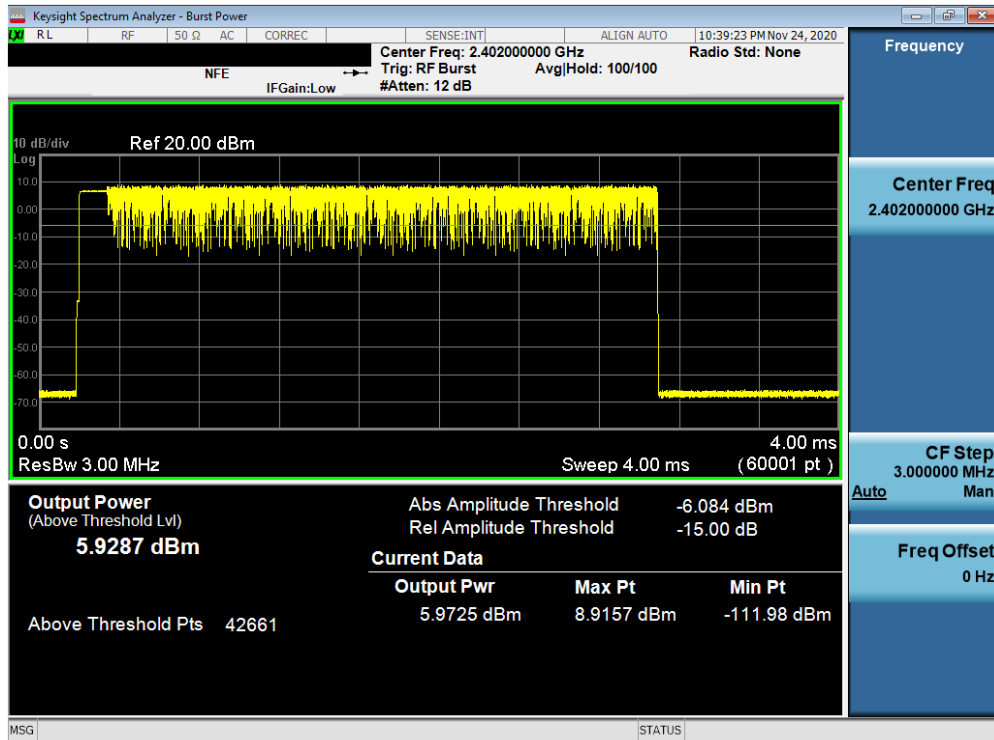 Keysight Spectrum Analyzer - Burst Power
LXI RL RF 50 Ω AC CORREC SENSE:INT ALIGN AUTO 10:39:23 PM Nov 24, 2020
Center Freq: 2.402000000 GHz Radio Std: None
NFE Trig: RF Burst Avg|Hold: 100/100
IFGain:Low #Atten: 12 dB
10 dB/div Ref 20.00 dBm
Log
10.0
0.00
-10.0
-20.0
-30.0
-40.0
-50.0
-60.0
-70.0
0.00 s 4.00 ms
ResBw 3.00 MHz Sweep 4.00 ms (60001 pt)
Output Power
(Above Threshold Lvl)
5.9287 dBm
Above Threshold Pts 42661
Abs Amplitude Threshold -6.084 dBm
Rel Amplitude Threshold -15.00 dB
Current Data
Output Pwr Max Pt Min Pt
5.9725 dBm 8.9157 dBm -111.98 dBm
Frequency
Center Freq
2.402000000 GHz
CF Step
3.000000 MHz
Auto Man
Freq Offset
0 Hz
MSG STATUS